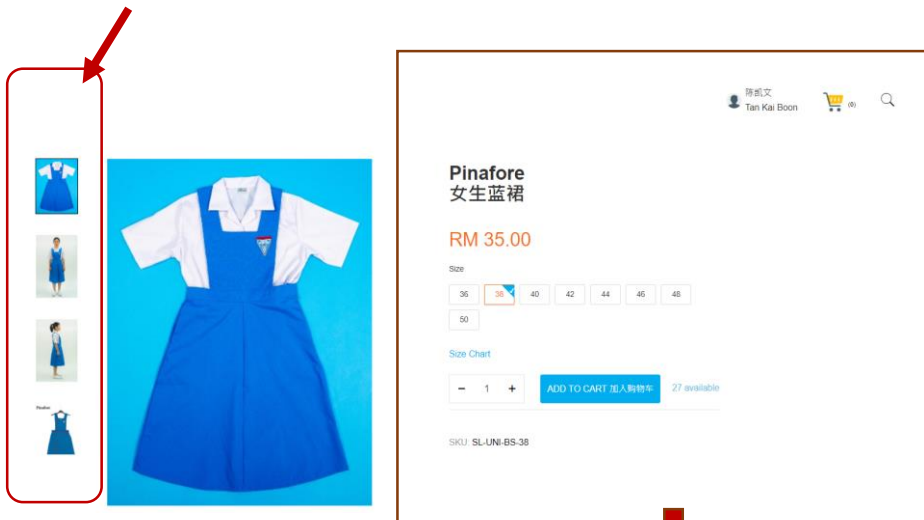 陈凯文
Tan Kai Boon
(0)
Pinafore
女生蓝裙
RM 35.00
Size
36
38
40
42
44
46
48
50
Size Chart
- 1 +
ADD TO CART 加入购物车
27 available
SKU: SL-UNI-BS-38
Pinafore